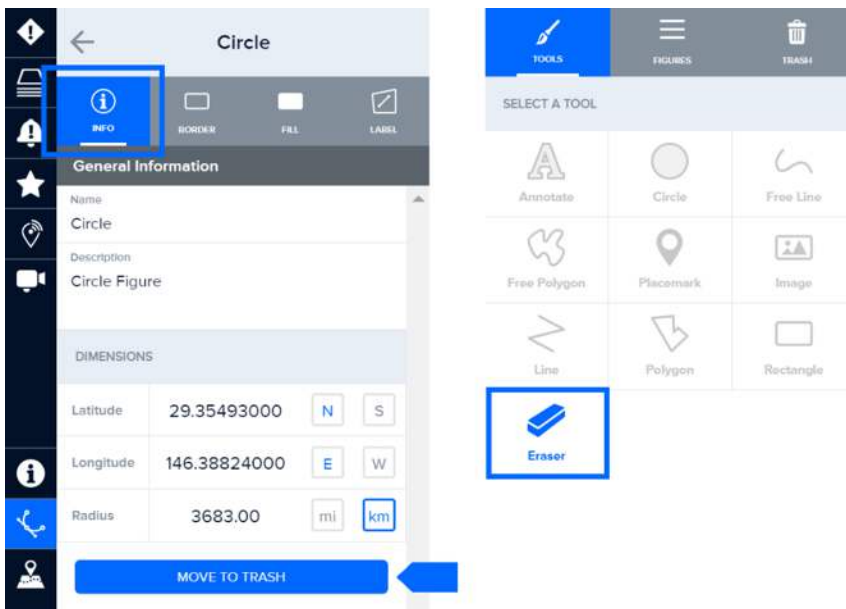 Circle
INFO
BORDER
FILL
LABEL
General Information
Name
Circle
Description
Circle Figure
DIMENSIONS
Latitude 29.35493000 N S
Longitude 146.38824000 E W
Radius 3683.00 mi km
MOVE TO TRASH
TOOLS FIGURES TRASH
SELECT A TOOL
Annotate Circle Free Line
Free Polygon Placemark Image
Line Polygon Rectangle
Eraser